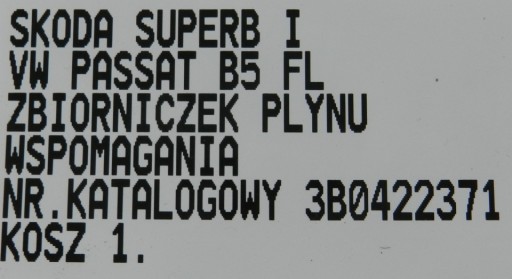 SKODA SUPERB I
VW PASSAT B5 FL
ZBIORNICZEK PLYNU
WSPOMAGANIA
NR.KATALOGOWY 3B0422371
KOSZ 1.